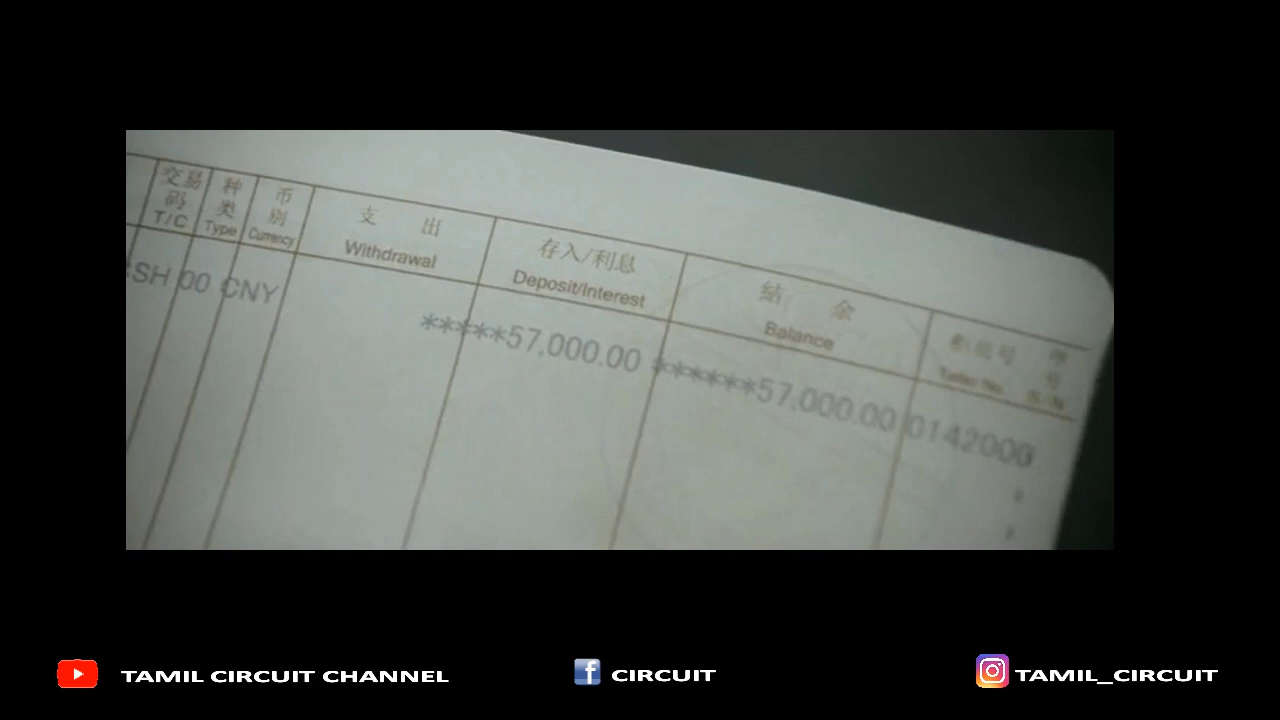 交易 种 币
码 类 别 支 出 存入/利息 结 余
T/C Type Currency Withdrawal Deposit/Interest Balance
SH 00 CNY *****57,000.00 ******57,000.00 0142000
TAMIL CIRCUIT CHANNEL CIRCUIT TAMIL_CIRCUIT